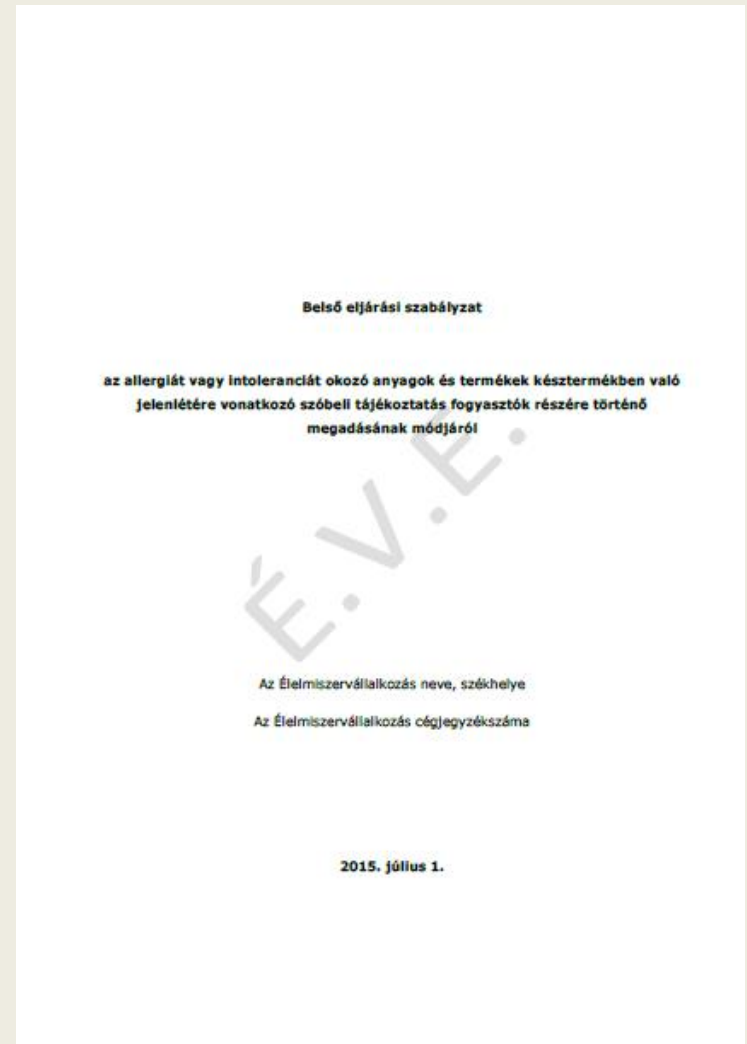 Belső eljárási szabályzat
az allergiát vagy intoleranciát okozó anyagok és termékek késztermékben való
jelenlétére vonatkozó szóbeli tájékoztatás fogyasztók részére történő
megadásának módjáról
É.V.E.
Az Élelmiszervállalkozás neve, székhelye
Az Élelmiszervállalkozás cégjegyzékszáma
2015. július 1.